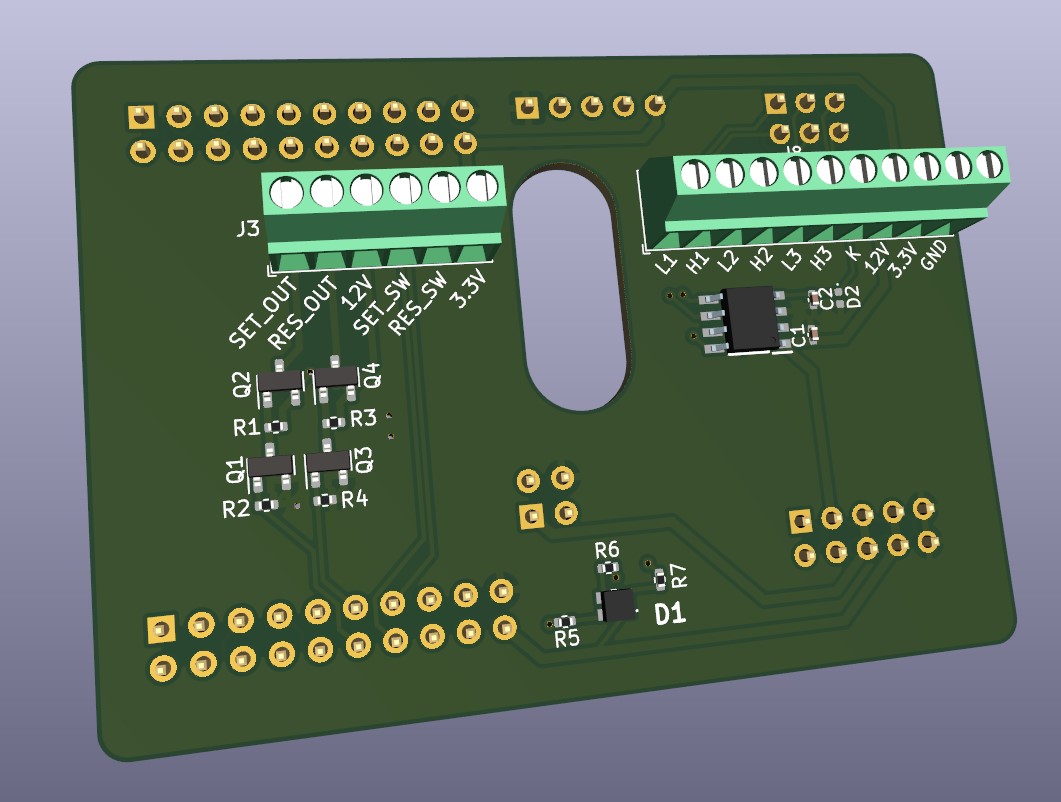 J3
SET_OUT
RES_OUT
12V
SET_SW
RES_SW
3.3V
L1
H1
L2
H2
L3
H3
K
12V
3.3V
GND
C2
D2
C1
Q2
Q4
R1
R3
Q1
Q3
R2
R4
R6
R7
D1
R5